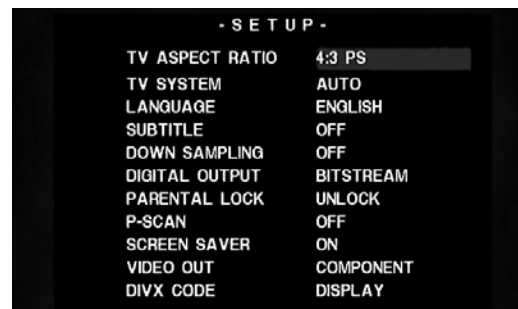 -SETUP-
TV ASPECT RATIO 4:3 PS
TV SYSTEM AUTO
LANGUAGE ENGLISH
SUBTITLE OFF
DOWN SAMPLING OFF
DIGITAL OUTPUT BITSTREAM
PARENTAL LOCK UNLOCK
P-SCAN OFF
SCREEN SAVER ON
VIDEO OUT COMPONENT
DIVX CODE DISPLAY